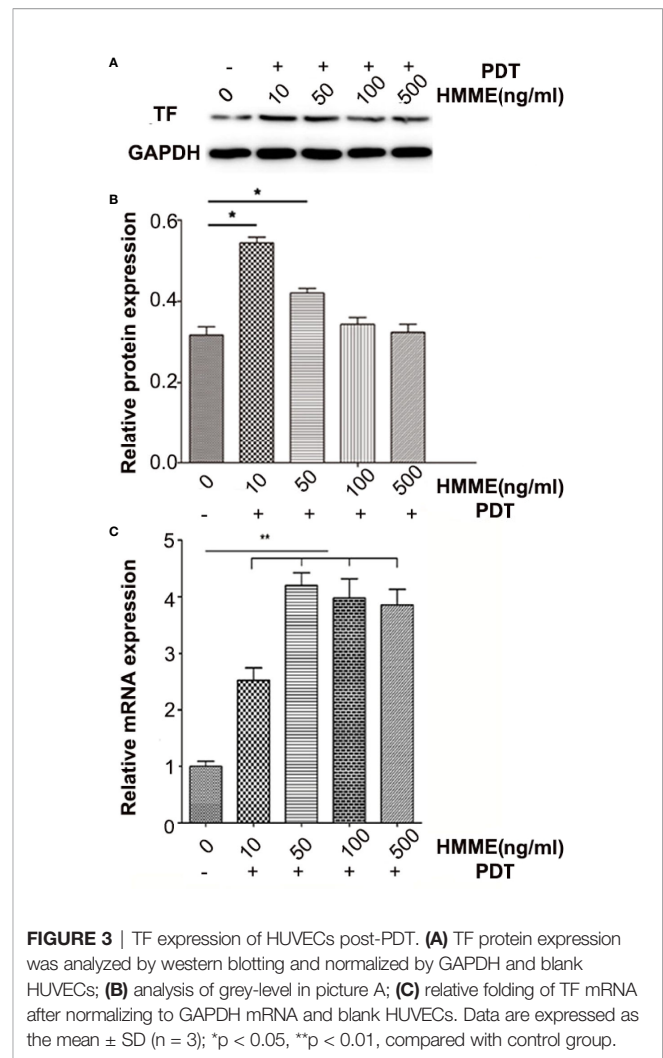 A
- + + + + PDT
0 10 50 100 500 HMME(ng/ml)
TF
GAPDH
B
* 
*
Relative protein expression
0.6
0.4
0.2
0.0
0 10 50 100 500 HMME(ng/ml)
- + + + + PDT
C
**
Relative mRNA expression
5
4
3
2
1
0
0 10 50 100 500 HMME(ng/ml)
- + + + + PDT
FIGURE 3 | TF expression of HUVECs post-PDT. (A) TF protein expression
was analyzed by western blotting and normalized by GAPDH and blank
HUVECs; (B) analysis of grey-level in picture A; (C) relative folding of TF mRNA
after normalizing to GAPDH mRNA and blank HUVECs. Data are expressed as
the mean ± SD (n = 3); *p < 0.05, **p < 0.01, compared with control group.